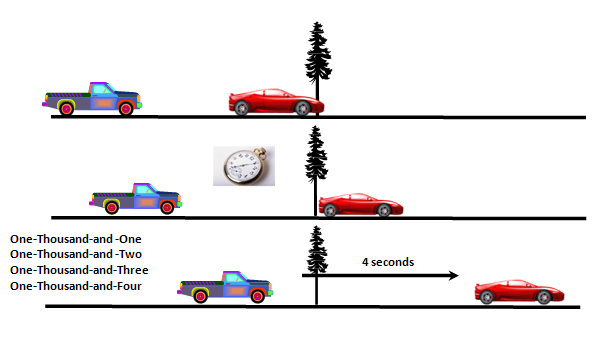 One-Thousand-and -One
One-Thousand-and -Two
One-Thousand-and-Three
One-Thousand-and-Four
4 seconds